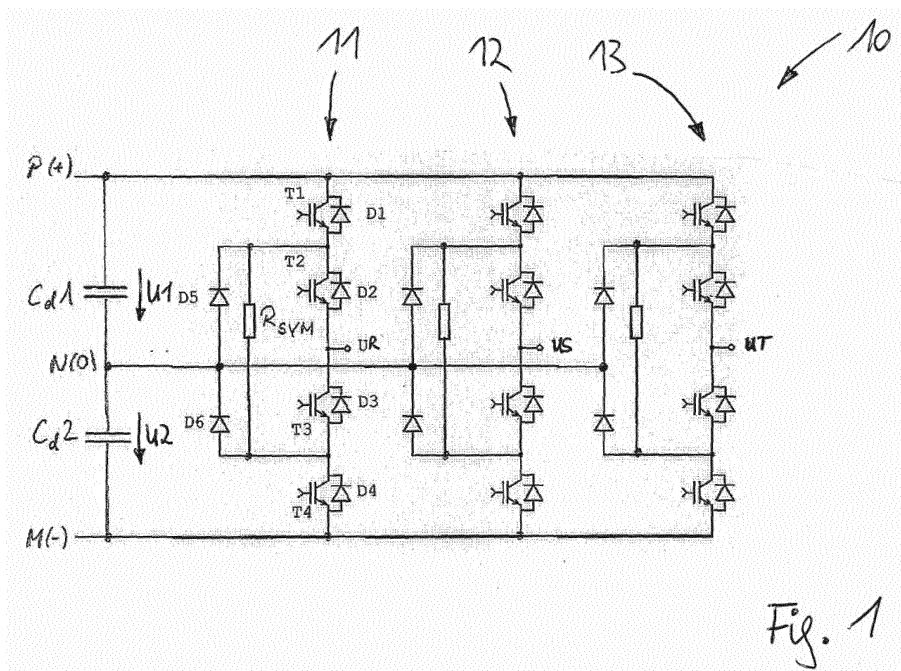 11
12
13
10
P(+)
T1
D1
T2
Cd1
U1
D5
RSYM
D2
UR
US
UT
N(0)
Cd2
U2
D6
D3
T3
D4
T4
M(-)
Fig. 1